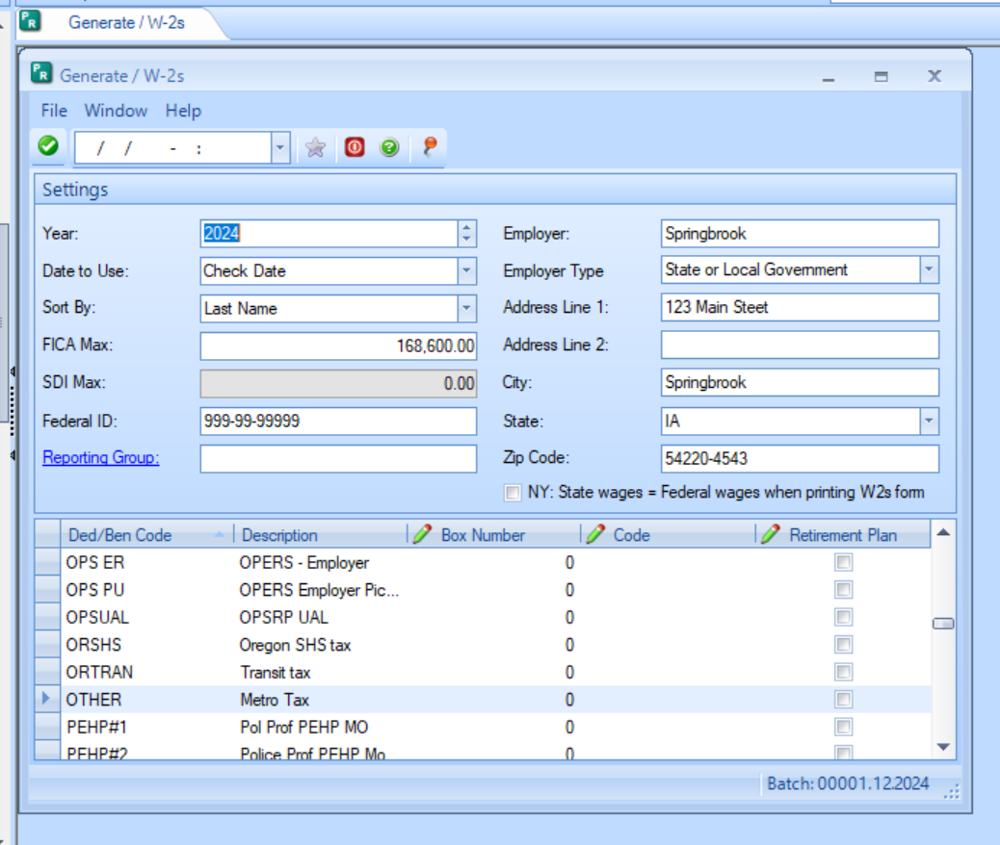 Generate / W-2s
Generate / W-2s
File Window Help
/ / - :
Settings
Year: 2024 Employer: Springbrook
Date to Use: Check Date Employer Type State or Local Government
Sort By: Last Name Address Line 1: 123 Main Steet
FICA Max: 168,600.00 Address Line 2:
SDI Max: 0.00 City: Springbrook
Federal ID: 999-99-99999 State: IA
Reporting Group: Zip Code: 54220-4543
NY: State wages = Federal wages when printing W2s form
Ded/Ben Code Description Box Number Code Retirement Plan
OPS ER OPERS - Employer 0
OPS PU OPERS Employer Pic... 0
OPSUAL OPSRP UAL 0
ORSHS Oregon SHS tax 0
ORTRAN Transit tax 0
OTHER Metro Tax 0
PEHP#1 Pol Prof PEHP MO 0
PEHP#2 Police Prof PEHP Mo 0
Batch: 00001.12.2024